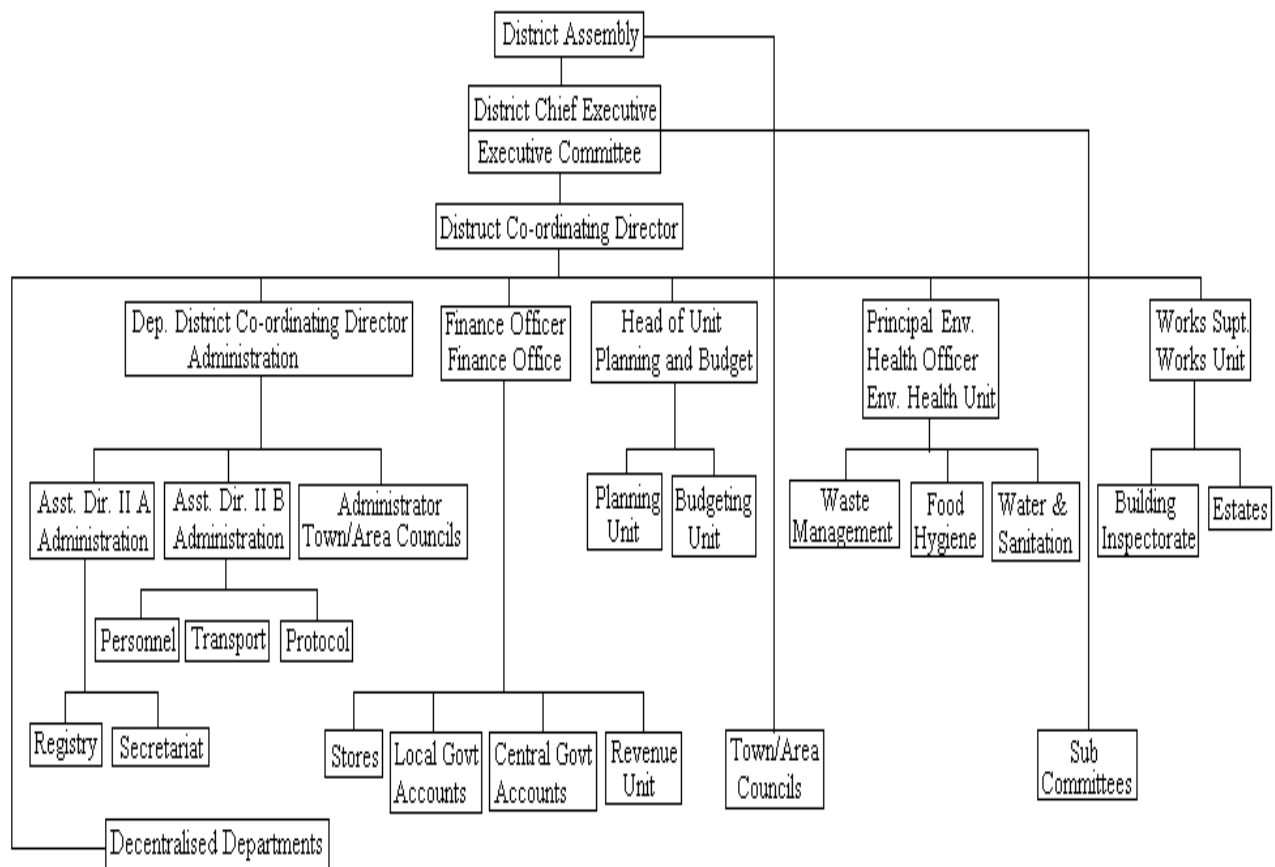 District Assembly
District Chief Executive
Executive Committee
Distruct Co-ordinating Director
Dep. District Co-ordinating Director
Administration
Finance Officer
Finance Office
Head of Unit
Planning and Budget
Principal Env.
Health Officer
Env. Health Unit
Works Supt.
Works Unit
Asst. Dir. II A
Administration
Asst. Dir. II B
Administration
Administrator
Town/Area Councils
Planning
Unit
Budgeting
Unit
Waste
Management
Food
Hygiene
Water &
Sanitation
Building
Inspectorate
Estates
Personnel
Transport
Protocol
Registry
Secretariat
Stores
Local Govt
Accounts
Central Govt
Accounts
Revenue
Unit
Town/Area
Councils
Sub
Committees
Decentralised Departments